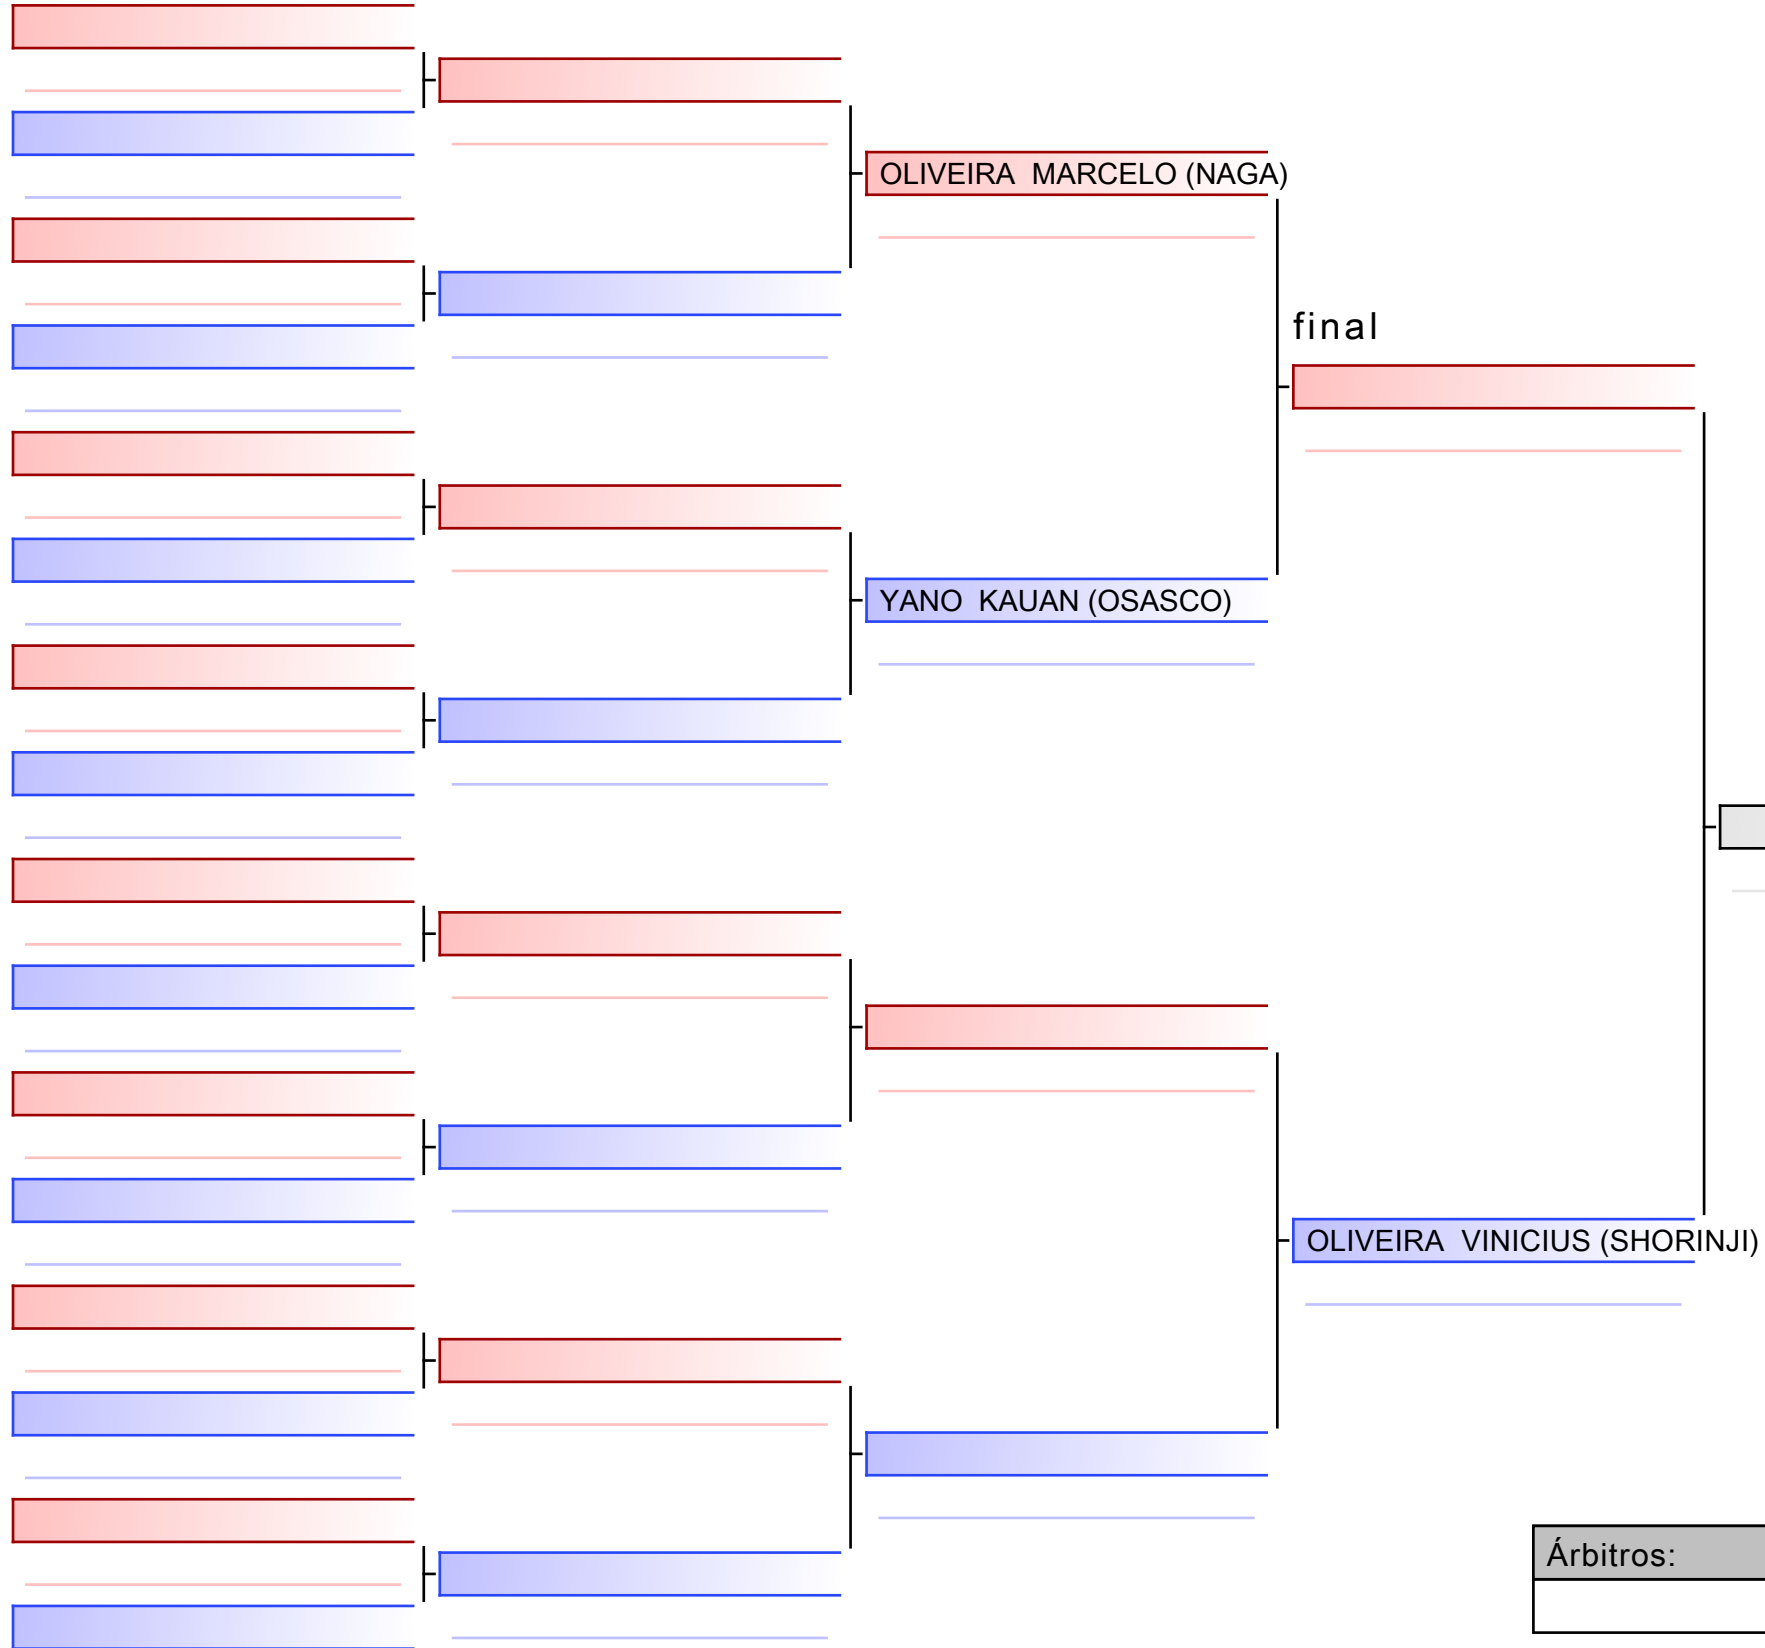 OLIVEIRA  MARCELO (NAGA)
final
YANO  KAUAN (OSASCO)
OLIVEIRA  VINICIUS (SHORINJI)
Árbitros: